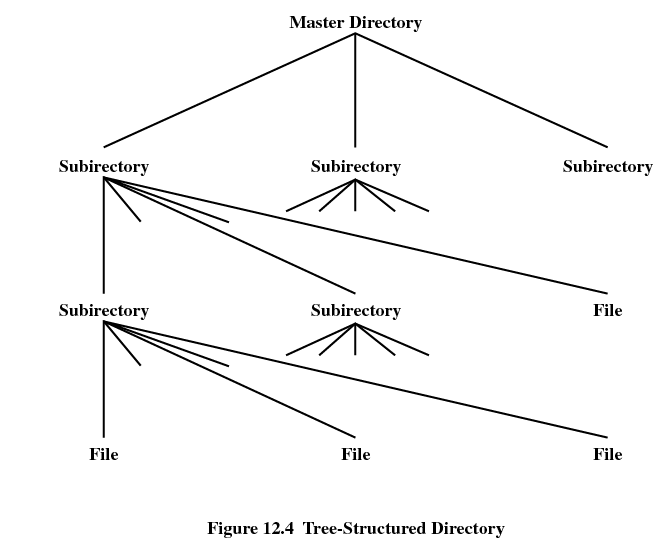 Master Directory
Subirectory Subirectory Subirectory
Subirectory Subirectory File
File File File
Figure 12.4 Tree-Structured Directory